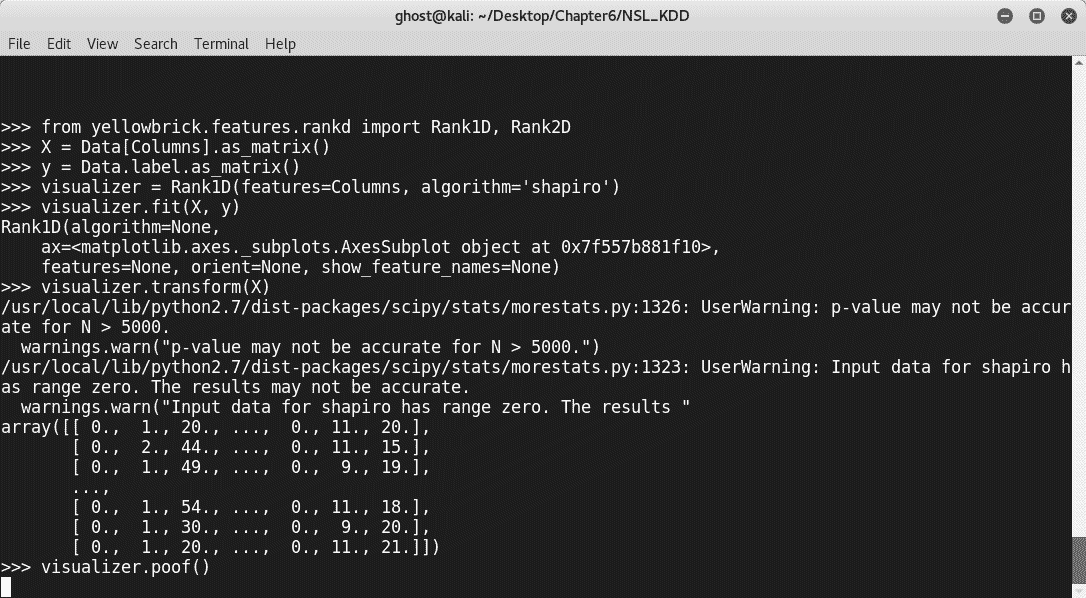 ghost@kali: ~/Desktop/Chapter6/NSL_KDD
File Edit View Search Terminal Help
>>> from yellowbrick.features.rankd import Rank1D, Rank2D
>>> X = Data[Columns].as_matrix()
>>> y = Data.label.as_matrix()
>>> visualizer = Rank1D(features=Columns, algorithm='shapiro')
>>> visualizer.fit(X, y)
Rank1D(algorithm=None,
    ax=<matplotlib.axes._subplots.AxesSubplot object at 0x7f557b881f10>,
    features=None, orient=None, show_feature_names=None)
>>> visualizer.transform(X)
/usr/local/lib/python2.7/dist-packages/scipy/stats/morestats.py:1326: UserWarning: p-value may not be accur
ate for N > 5000.
  warnings.warn("p-value may not be accurate for N > 5000.")
/usr/local/lib/python2.7/dist-packages/scipy/stats/morestats.py:1323: UserWarning: Input data for shapiro h
as range zero. The results may not be accurate.
  warnings.warn("Input data for shapiro has range zero. The results "
array([[ 0.,  1., 20., ...,  0., 11., 20.],
       [ 0.,  2., 44., ...,  0., 11., 15.],
       [ 0.,  1., 49., ...,  0.,  9., 19.],
       ...,
       [ 0.,  1., 54., ...,  0., 11., 18.],
       [ 0.,  1., 30., ...,  0.,  9., 20.],
       [ 0.,  1., 20., ...,  0., 11., 21.]])
>>> visualizer.poof()